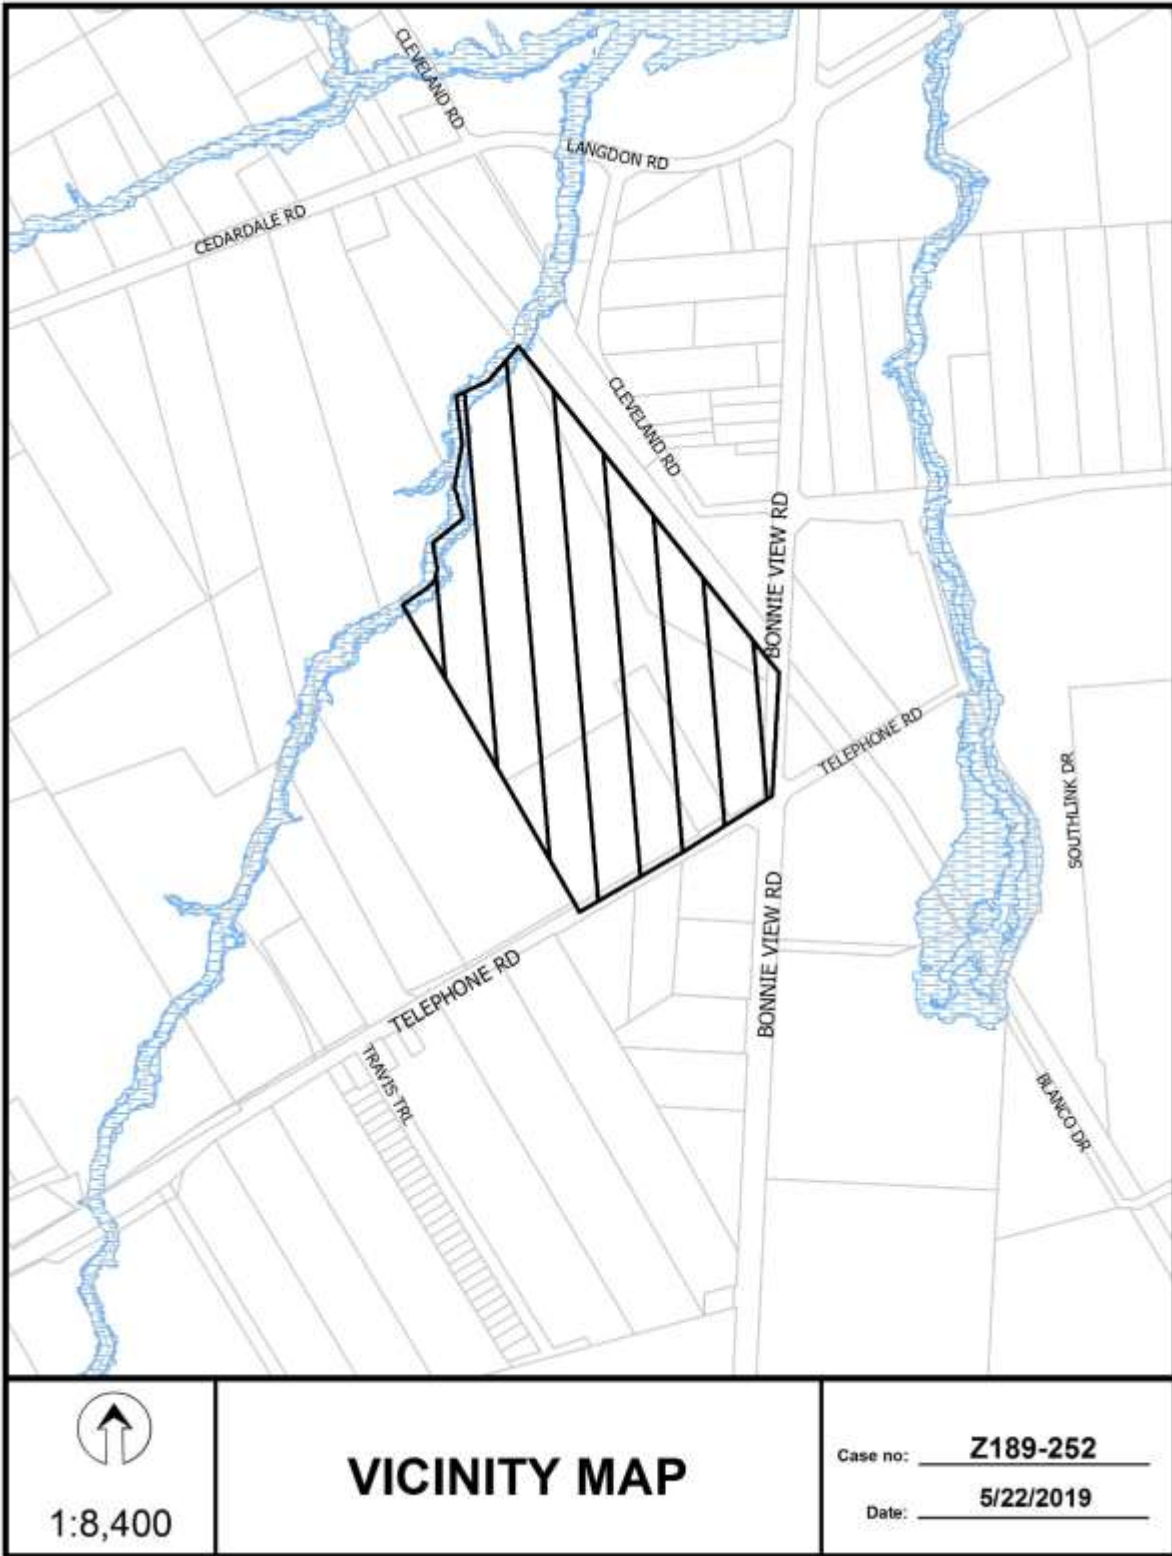 CLEVELAND RD
LANGDON RD
CEDARDALE RD
CLEVELAND RD
BONNIE VIEW RD
TELEPHONE RD
SOUTHLINK DR
BONNIE VIEW RD
TELEPHONE RD
TRAVIS TRL
BLANCO DR
1:8,400
VICINITY MAP
Case no: Z189-252
Date: 5/22/2019